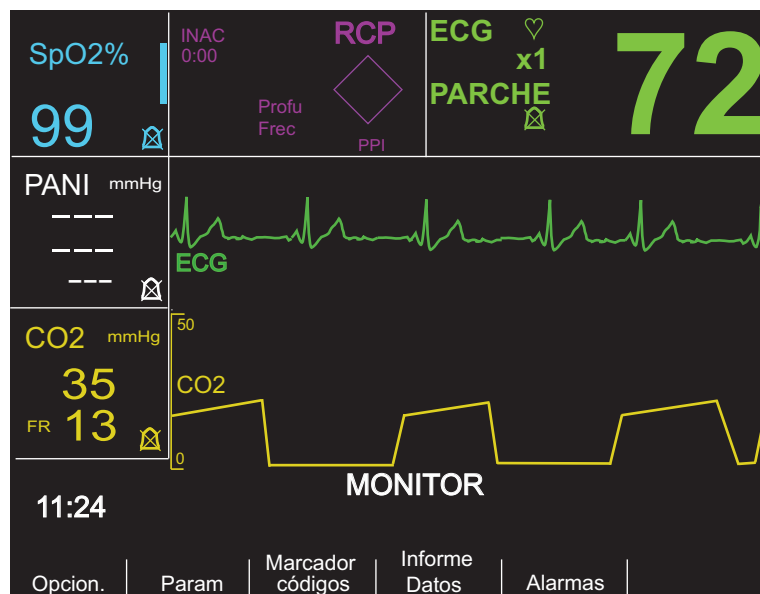 SpO2%
99
INAC
0:00
RCP
Profu
Frec
PPI
ECG
x1
PARCHE
72
PANI mmHg
---
---
---
ECG
CO2 mmHg
35
FR 13
50
CO2
0
MONITOR
11:24
Opcion.
Param
Marcador
códigos
Informe
Datos
Alarmas